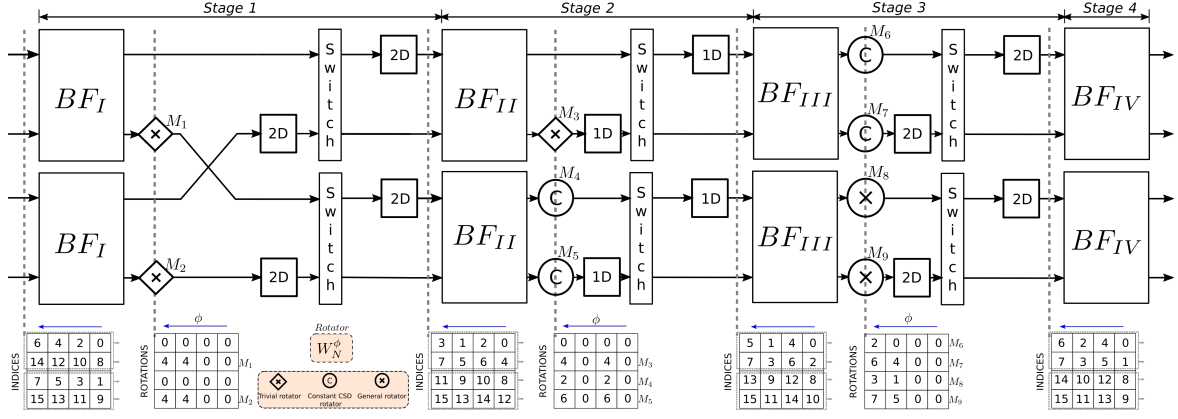 Stage 1 Stage 2 Stage 3 Stage 4
BF_I Switch 2D BF_II Switch 1D BF_III M_6 C Switch 2D BF_IV
M_1 2D M_3 1D M_7 C 2D
BF_I Switch 2D BF_II M_4 C Switch 1D BF_III M_8 Switch 2D BF_IV
M_2 2D M_5 C 1D M_9 2D
INDICES
6 4 2 0
14 12 10 8
7 5 3 1
15 13 11 9
ROTATIONS
ϕ
0 0 0 0
4 4 0 0 M_1
0 0 0 0
4 4 0 0 M_2
Rotator
W_N^ϕ
Trivial rotator
Constant CSD rotator
General rotator
INDICES
3 1 2 0
7 5 6 4
11 9 10 8
15 13 14 12
ROTATIONS
ϕ
0 0 0 0
4 0 4 0 M_3
2 0 2 0 M_4
6 0 6 0 M_5
INDICES
5 1 4 0
7 3 6 2
13 9 12 8
15 11 14 10
ROTATIONS
ϕ
2 0 0 0 M_6
6 4 0 0 M_7
3 1 0 0 M_8
7 5 0 0 M_9
INDICES
6 2 4 0
7 3 5 1
14 10 12 8
15 11 13 9